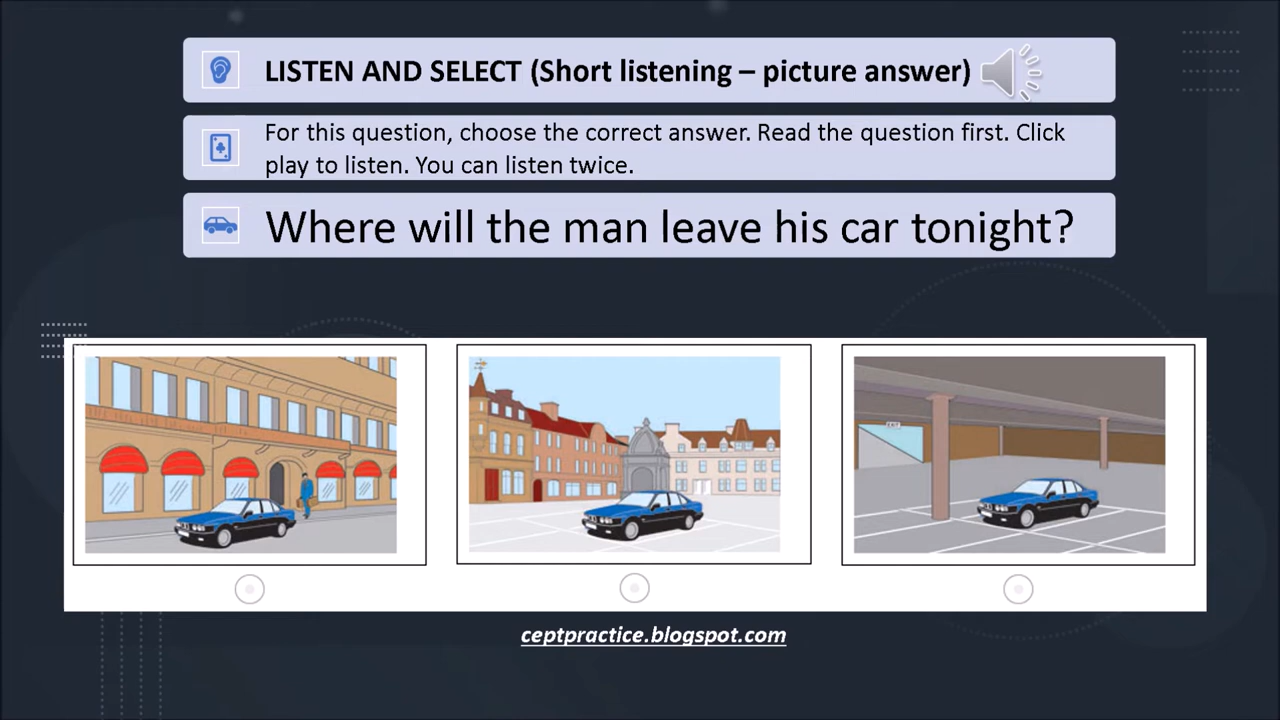 LISTEN AND SELECT (Short listening – picture answer)
For this question, choose the correct answer. Read the question first. Click
play to listen. You can listen twice.
Where will the man leave his car tonight?
EXIT
ceptpractice.blogspot.com